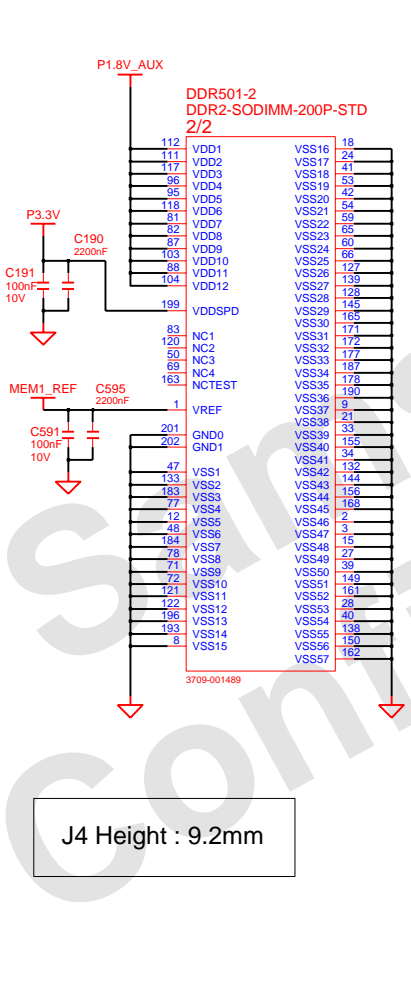 P1.8V_AUX
DDR501-2
DDR2-SODIMM-200P-STD
2/2
112 VDD1 VSS16 18
111 VDD2 VSS17 24
117 VDD3 VSS18 41
96 VDD4 VSS19 53
95 VDD5 VSS20 42
118 VDD6 VSS21 54
81 VDD7 VSS22 59
82 VDD8 VSS23 65
87 VDD9 VSS24 60
103 VDD10 VSS25 66
88 VDD11 VSS26 127
104 VDD12 VSS27 139
VSS28 128
199 VDDSPD VSS29 145
VSS30 165
83 NC1 VSS31 171
120 NC2 VSS32 172
50 NC3 VSS33 177
69 NC4 VSS34 187
163 NCTEST VSS35 178
VSS36 190
1 VREF VSS37 9
VSS38 21
201 GND0 VSS39 33
202 GND1 VSS40 155
VSS41 34
47 VSS1 VSS42 132
133 VSS2 VSS43 144
183 VSS3 VSS44 156
77 VSS4 VSS45 168
12 VSS5 VSS46 2
48 VSS6 VSS47 3
184 VSS7 VSS48 15
78 VSS8 VSS49 27
71 VSS9 VSS50 39
72 VSS10 VSS51 149
121 VSS11 VSS52 161
122 VSS12 VSS53 28
196 VSS13 VSS54 40
193 VSS14 VSS55 138
8 VSS15 VSS56 150
VSS57 162
3709-001489
P3.3V
C190
2200nF
C191
100nF
10V
MEM1_REF
C595
2200nF
C591
100nF
10V
J4 Height : 9.2mm